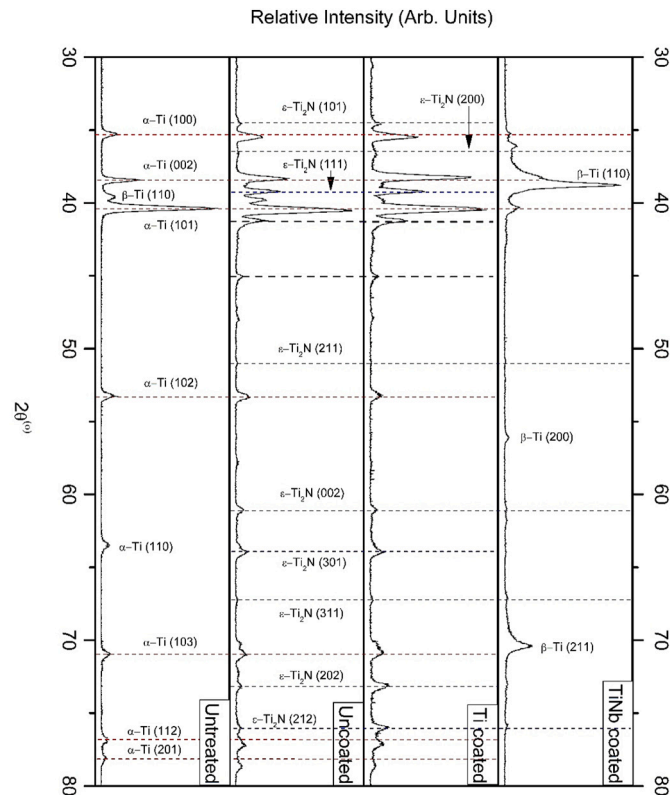 Relative Intensity (Arb. Units)
30
30
ε–Ti₂N (101)
ε–Ti₂N (200)
α–Ti (100)
α–Ti (002)
ε–Ti₂N (111)
β–Ti (110)
β–Ti (110)
40
40
α–Ti (101)
50
50
ε–Ti₂N (211)
α–Ti (102)
β–Ti (200)
2θ⁽ᵒ⁾
60
60
ε–Ti₂N (002)
α–Ti (110)
ε–Ti₂N (301)
ε–Ti₂N (311)
70
70
α–Ti (103)
β–Ti (211)
ε–Ti₂N (202)
ε–Ti₂N (212)
α–Ti (112)
α–Ti (201)
Untreated
Uncoated
Ti coated
TiNb coated
80
80